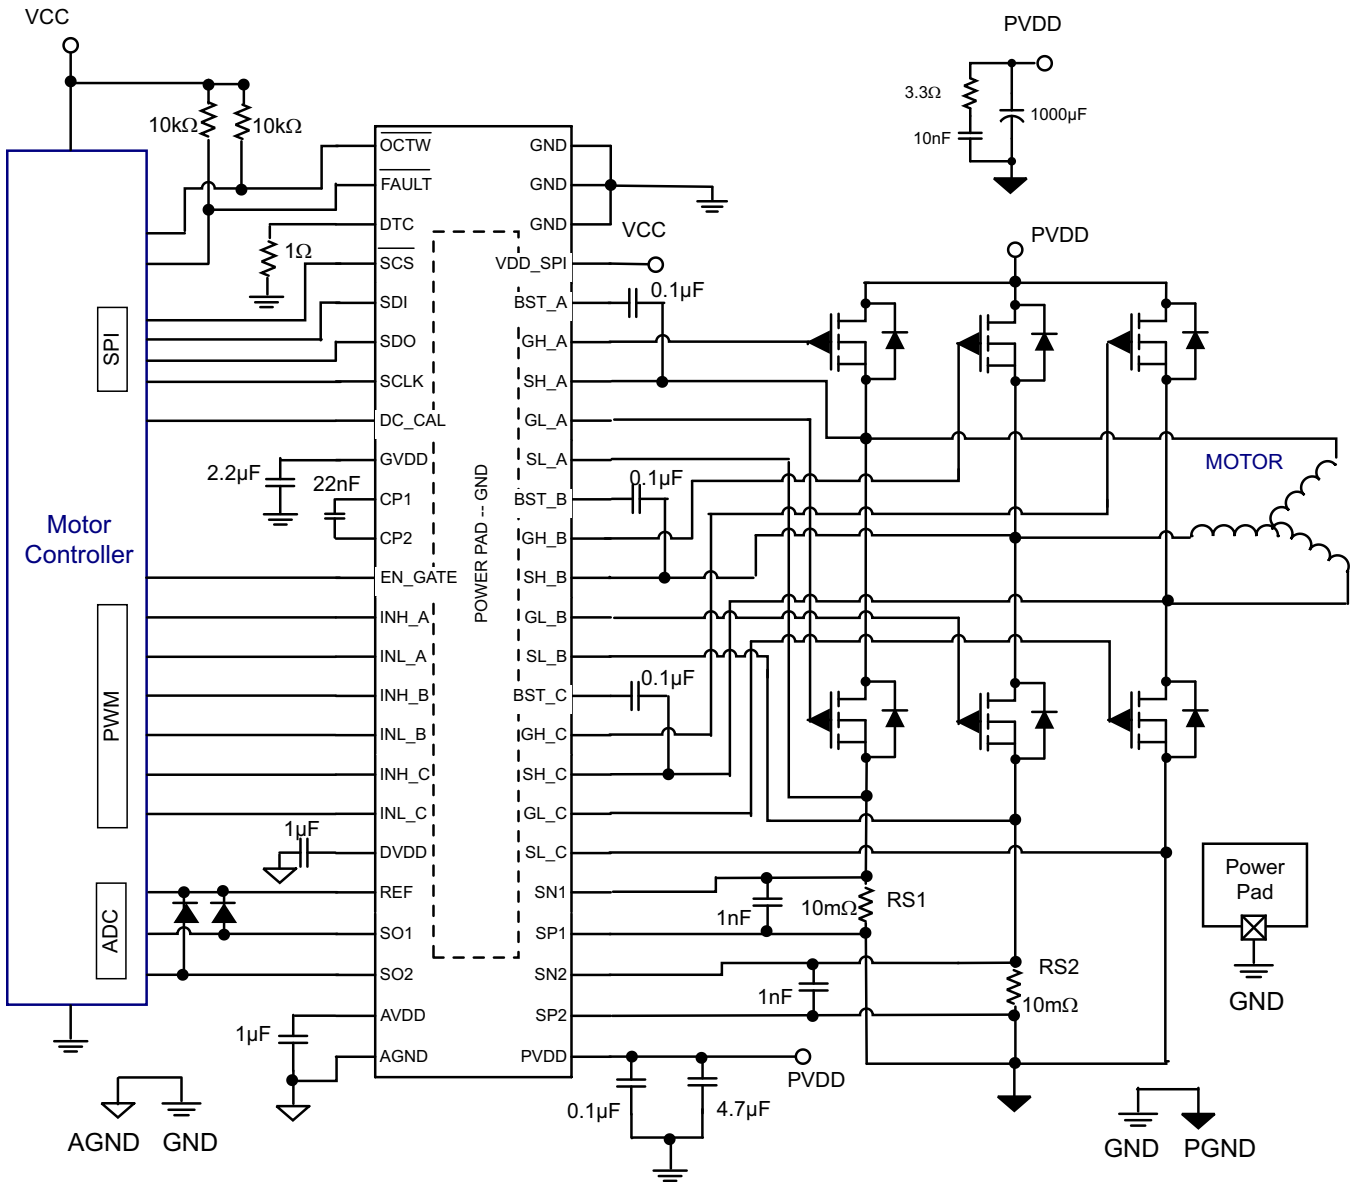 VCC
PVDD
3.3Ω
1000µF
10nF
10kΩ
10kΩ
OCTW
GND
FAULT
GND
DTC
GND
VCC
PVDD
1Ω
SCS
VDD_SPI
SDI
BST_A
0.1µF
SPI
SDO
GH_A
SCLK
SH_A
DC_CAL
GL_A
GVDD
SL_A
MOTOR
2.2µF
22nF
0.1µF
CP1
BST_B
Motor
Controller
CP2
GH_B
POWER PAD -- GND
EN_GATE
SH_B
INH_A
GL_B
INL_A
SL_B
0.1µF
PWM
INH_B
BST_C
INL_B
GH_C
INH_C
SH_C
INL_C
GL_C
1µF
DVDD
SL_C
Power
Pad
REF
SN1
10mΩ
RS1
1nF
ADC
SO1
SP1
SO2
SN2
RS2
1nF
10mΩ
GND
AVDD
SP2
1µF
AGND
PVDD
PVDD
0.1µF
4.7µF
AGND
GND
GND
PGND